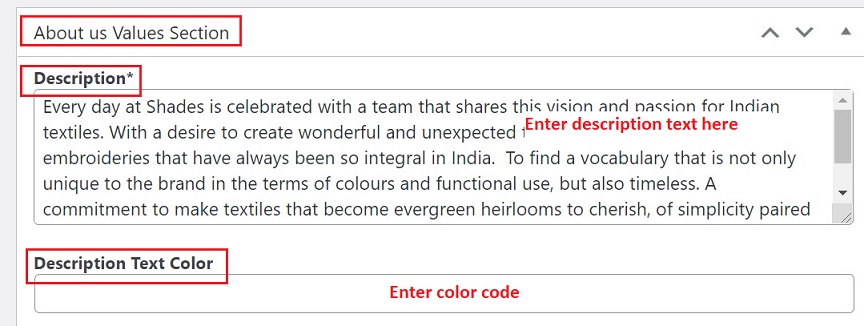 About us Values Section
Description*
Every day at Shades is celebrated with a team that shares this vision and passion for Indian
textiles. With a desire to create wonderful and unexpected
Enter description text here
embroideries that have always been so integral in India. To find a vocabulary that is not only
unique to the brand in the terms of colours and functional use, but also timeless. A
commitment to make textiles that become evergreen heirlooms to cherish, of simplicity paired
Description Text Color
Enter color code